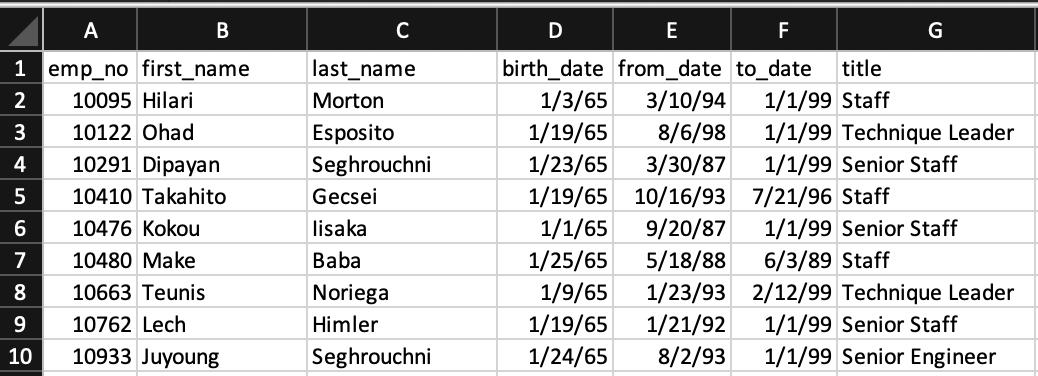 A B C D E F G
1 emp_no first_name last_name birth_date from_date to_date title
2 10095 Hilari Morton 1/3/65 3/10/94 1/1/99 Staff
3 10122 Ohad Esposito 1/19/65 8/6/98 1/1/99 Technique Leader
4 10291 Dipayan Seghrouchni 1/23/65 3/30/87 1/1/99 Senior Staff
5 10410 Takahito Gecsei 1/19/65 10/16/93 7/21/96 Staff
6 10476 Kokou Iisaka 1/1/65 9/20/87 1/1/99 Senior Staff
7 10480 Make Baba 1/25/65 5/18/88 6/3/89 Staff
8 10663 Teunis Noriega 1/9/65 1/23/93 2/12/99 Technique Leader
9 10762 Lech Himler 1/19/65 1/21/92 1/1/99 Senior Staff
10 10933 Juyoung Seghrouchni 1/24/65 8/2/93 1/1/99 Senior Engineer